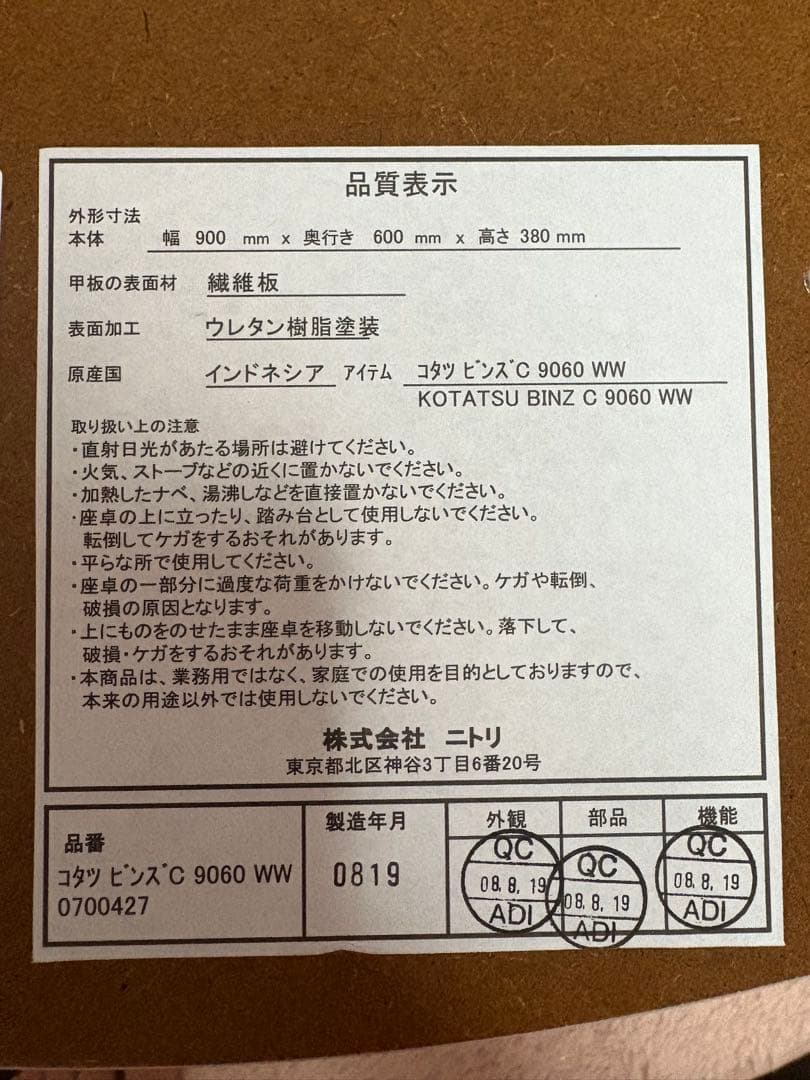 品質表示
外形寸法
本体 幅 900 mm x 奥行き 600 mm x 高さ 380 mm
甲板の表面材 繊維板
表面加工 ウレタン樹脂塗装
原産国 インドネシア アイテム コタツ ビンズC 9060 WW
KOTATSU BINZ C 9060 WW
取り扱い上の注意
・直射日光があたる場所は避けてください。
・火気、ストーブなどの近くに置かないでください。
・加熱したナベ、湯沸しなどを直接置かないでください。
・座卓の上に立ったり、踏み台として使用しないでください。
転倒してケガをするおそれがあります。
・平らな所で使用してください。
・座卓の一部分に過度な荷重をかけないでください。ケガや転倒、
破損の原因となります。
・上にものをのせたまま座卓を移動しないでください。落下して、
破損・ケガをするおそれがあります。
・本商品は、業務用ではなく、家庭での使用を目的としておりますので、
本来の用途以外では使用しないでください。
株式会社 ニトリ
東京都北区神谷3丁目6番20号
品番
コタツ ビンズC 9060 WW
0700427
製造年月
0819
外観
QC
08.8,19
ADI
部品
QC
08.8,19
ADI
機能
QC
08.8,19
ADI